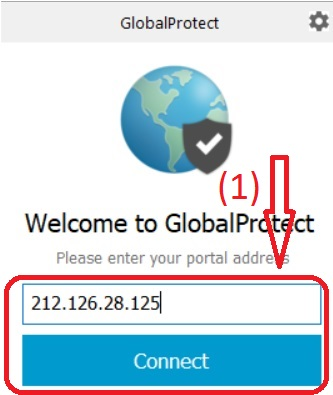 GlobalProtect
(1)
Welcome to GlobalProtect
Please enter your portal address
212.126.28.125
Connect